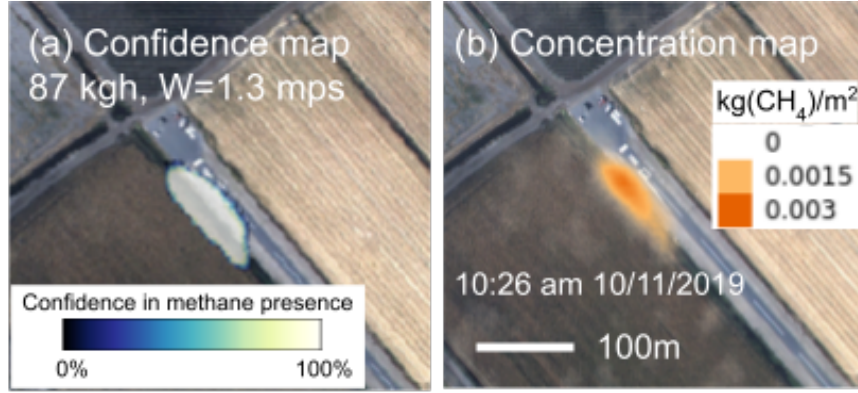 (a) Confidence map
87 kgh, W=1.3 mps
Confidence in methane presence
0%
100%
(b) Concentration map
kg(CH₄)/m²
0
0.0015
0.003
10:26 am 10/11/2019
100m